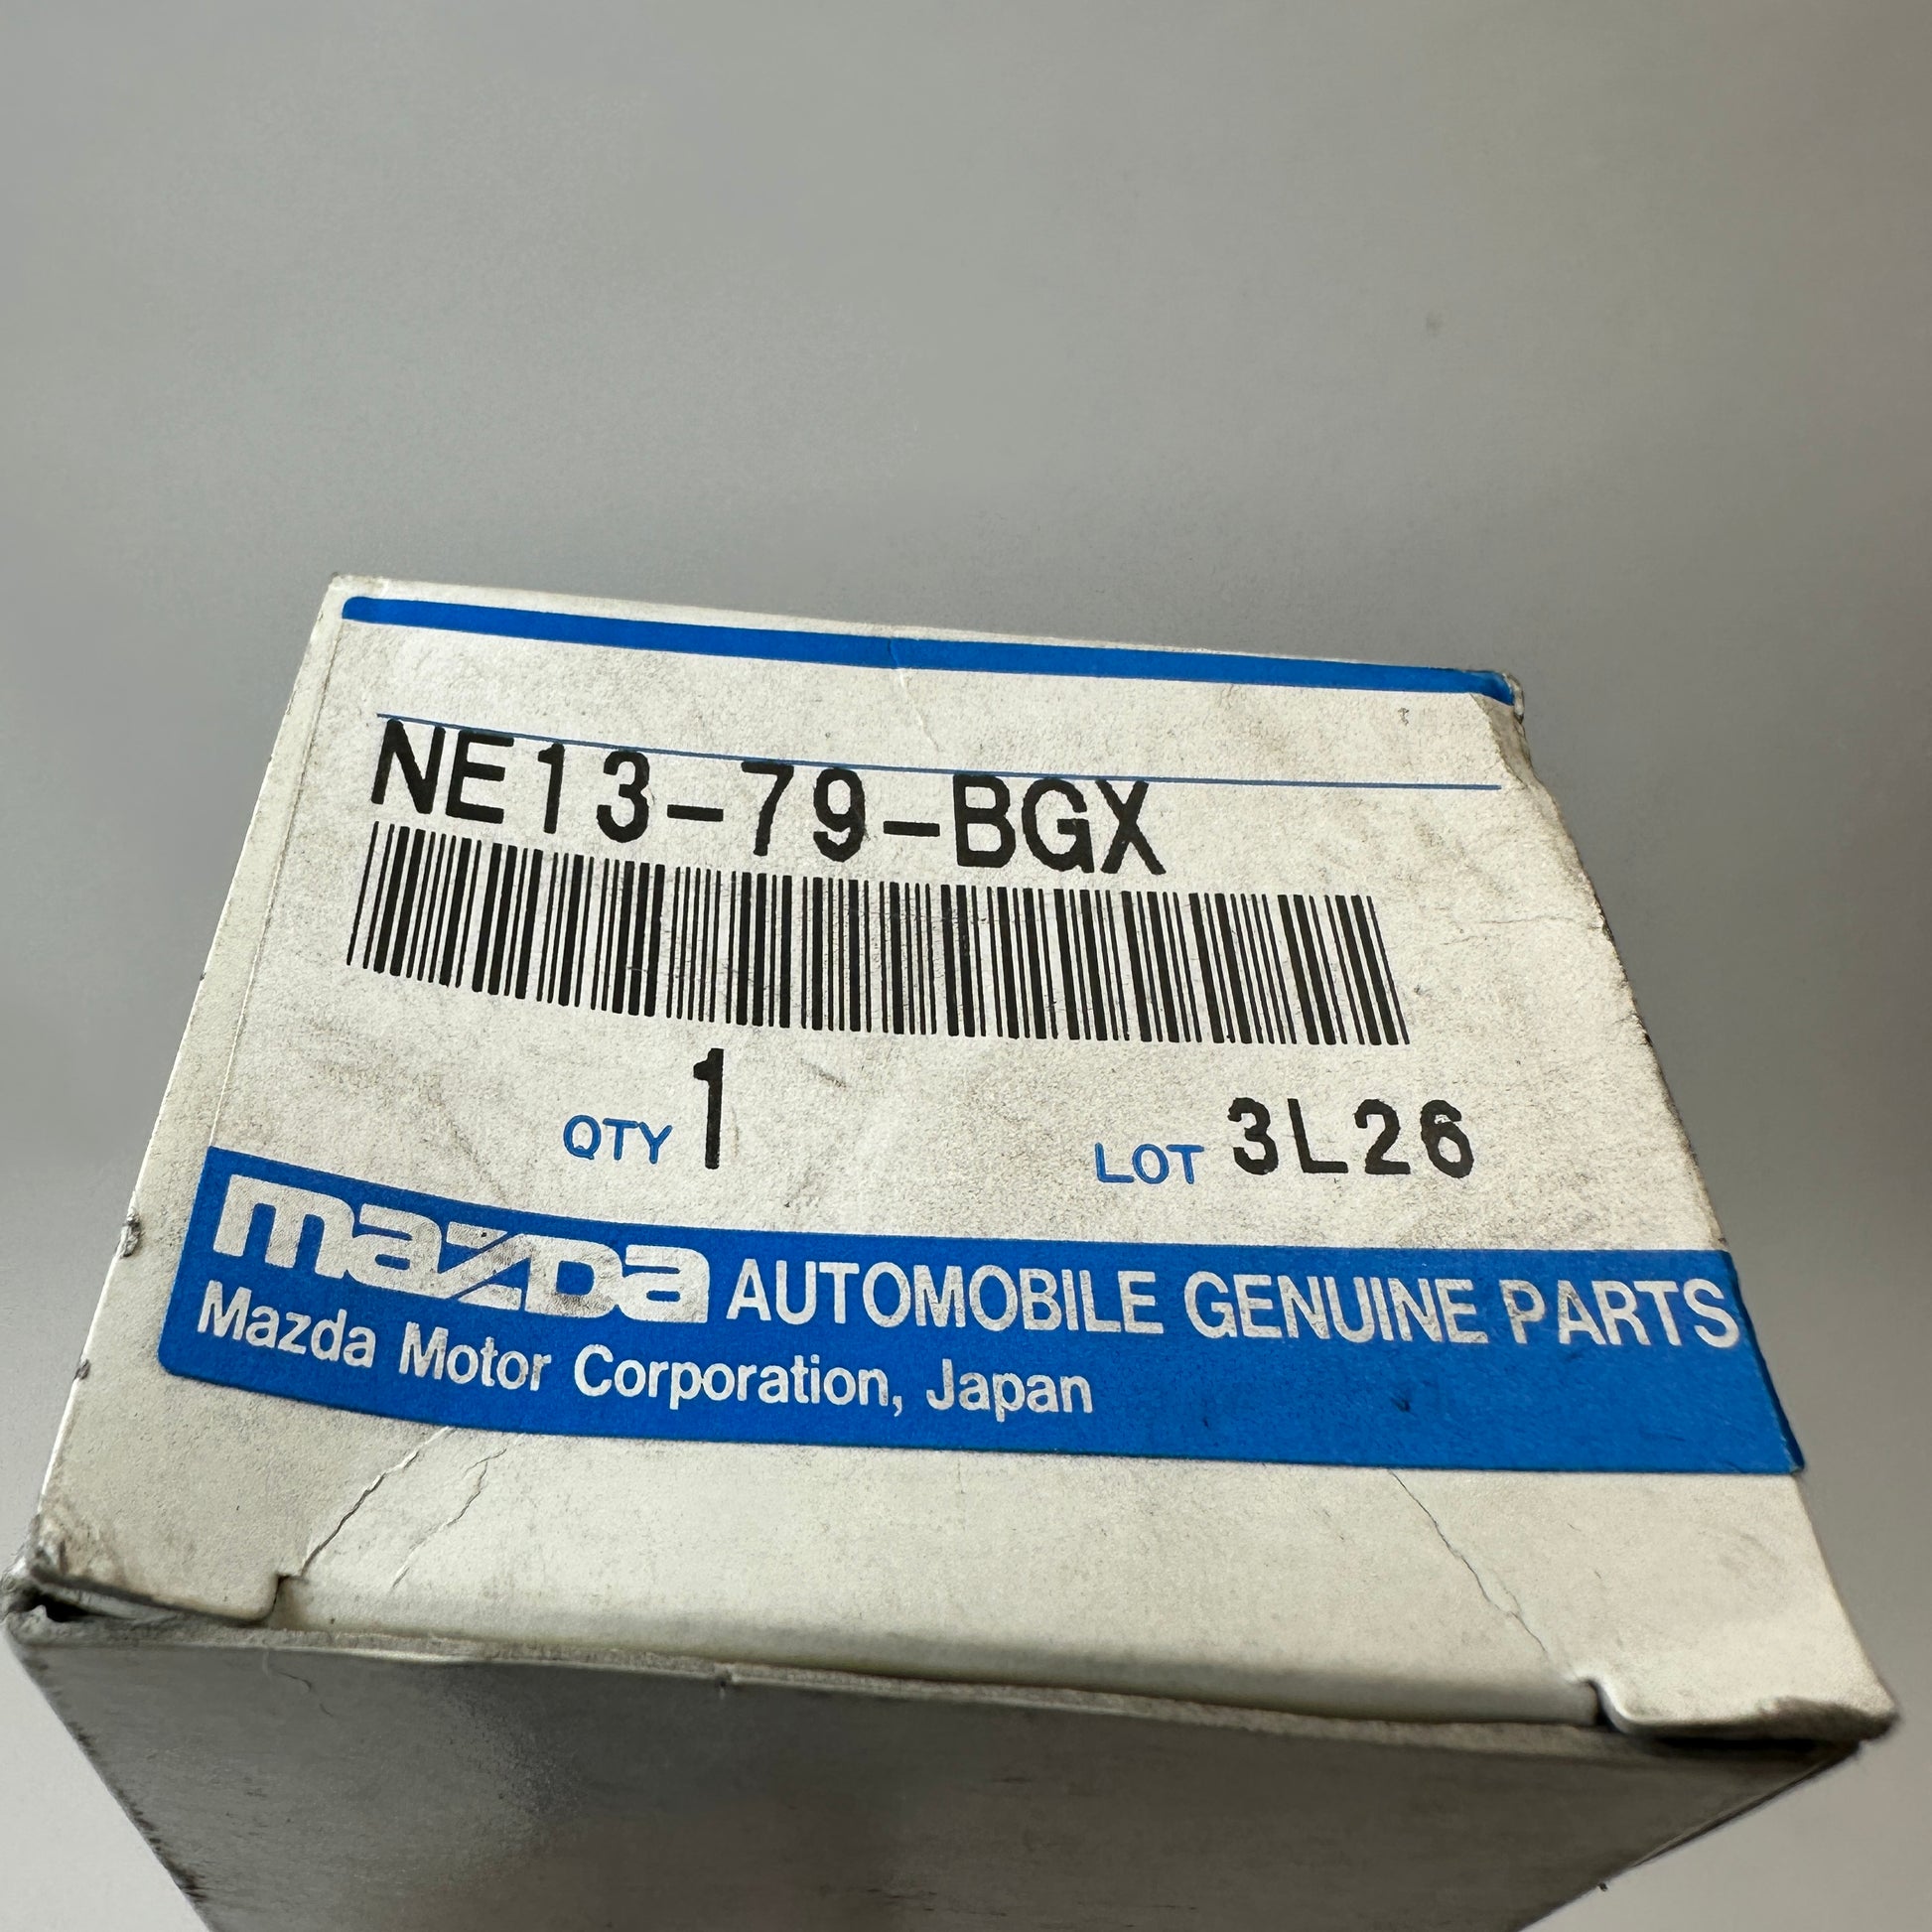 NE13-79-BGX
QTY 1 LOT 3L26
mazda AUTOMOBILE GENUINE PARTS
Mazda Motor Corporation, Japan